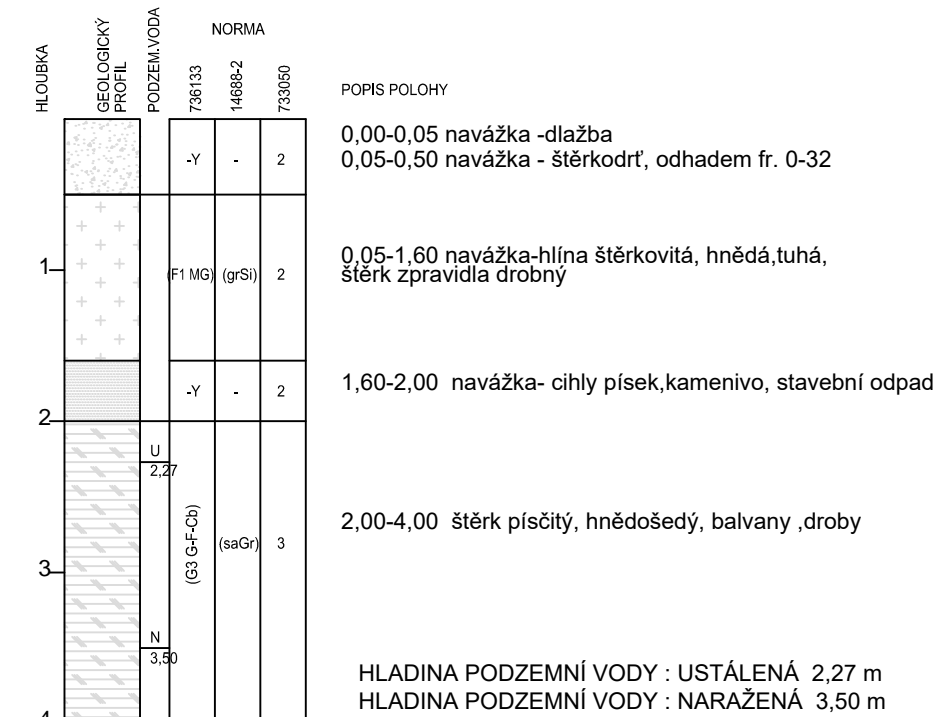 NORMA
HLOUBKA
GEOLOGICKÝ
PROFIL
PODZEM.VODA
736133
14688-2
733050
POPIS POLOHY
-Y - 2
0,00-0,05 navážka -dlažba
0,05-0,50 navážka - štěrkodrť, odhadem fr. 0-32
1
(F1 MG) (grSi) 2
0,05-1,60 navážka-hlína štěrkovitá, hnědá,tuhá,
štěrk zpravidla drobný
-Y - 2
1,60-2,00 navážka- cihly písek,kamenivo, stavební odpad
2
U
2,27
(G3 G-F-Cb) (saGr) 3
2,00-4,00 štěrk písčitý, hnědošedý, balvany ,droby
3
N
3,50
HLADINA PODZEMNÍ VODY : USTÁLENÁ 2,27 m
HLADINA PODZEMNÍ VODY : NARAŽENÁ 3,50 m
4